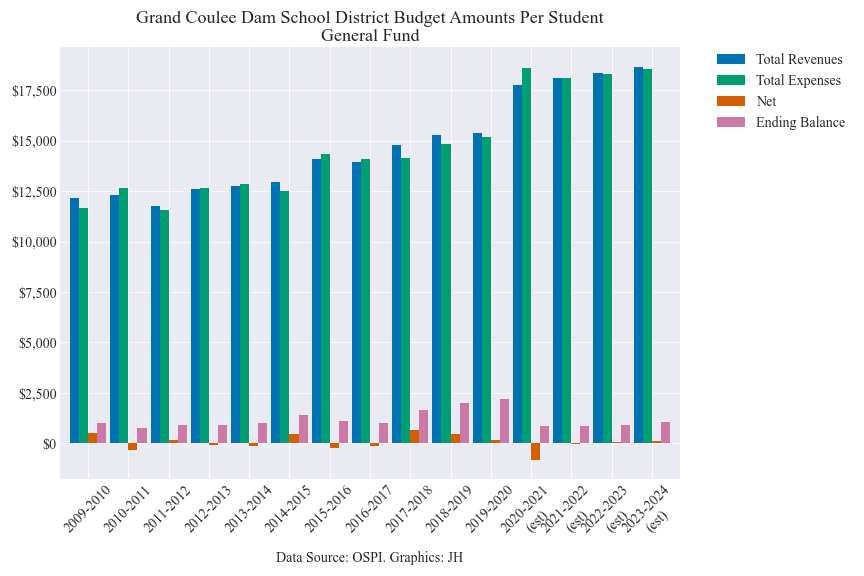 Grand Coulee Dam School District Budget Amounts Per Student
General Fund
Total Revenues
Total Expenses
Net
Ending Balance
$17,500
$15,000
$12,500
$10,000
$7,500
$5,000
$2,500
$0
2009-2010
2010-2011
2011-2012
2012-2013
2013-2014
2014-2015
2015-2016
2016-2017
2017-2018
2018-2019
2019-2020
2020-2021
(est)
2021-2022
(est)
2022-2023
(est)
2023-2024
(est)
Data Source: OSPI. Graphics: JH